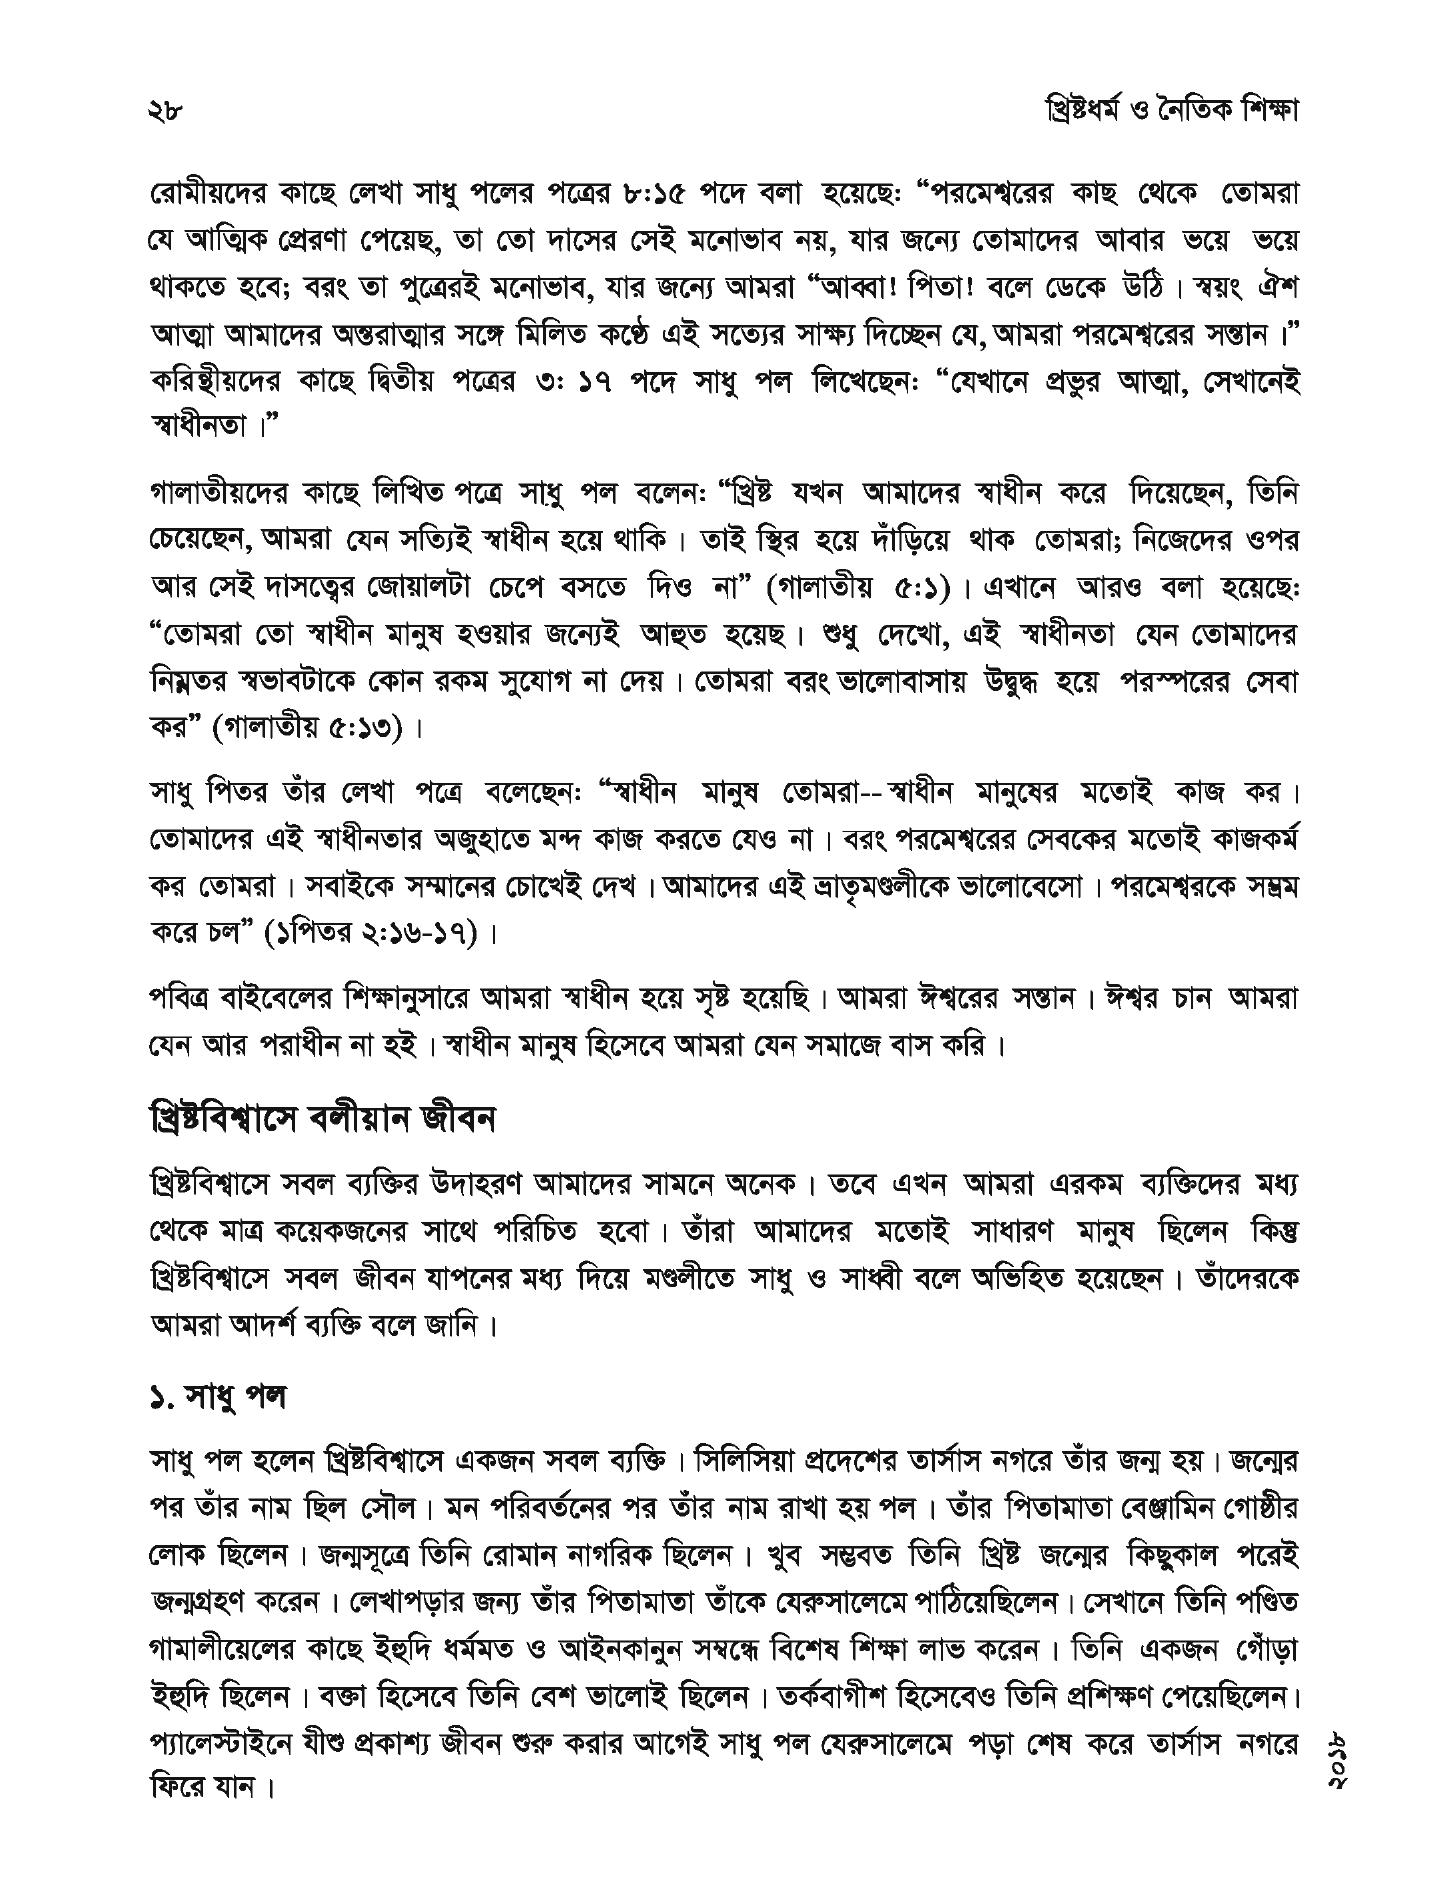 ২৮
খ্রিষ্টধর্ম ও নৈতিক শিক্ষা
রোমীয়দের কাছে লেখা সাধু পলের পত্রের ৮:১৫ পদে বলা হয়েছে: “পরমেশ্বরের কাছ থেকে তোমরা
যে আত্মিক প্রেরণা পেয়েছ, তা তো দাসের সেই মনোভাব নয়, যার জন্যে তোমাদের আবার ভয়ে ভয়ে
থাকতে হবে; বরং তা পুত্রেরই মনোভাব, যার জন্যে আমরা “আব্বা! পিতা! বলে ডেকে উঠি। স্বয়ং ঐশ
আত্মা আমাদের অন্তরাত্মার সঙ্গে মিলিত কণ্ঠে এই সত্যের সাক্ষ্য দিচ্ছেন যে, আমরা পরমেশ্বরের সন্তান।”
করিন্থীয়দের কাছে দ্বিতীয় পত্রের ৩: ১৭ পদে সাধু পল লিখেছেন: “যেখানে প্রভুর আত্মা, সেখানেই
স্বাধীনতা।”
গালাতীয়দের কাছে লিখিত পত্রে সাধু পল বলেন: “খ্রিষ্ট যখন আমাদের স্বাধীন করে দিয়েছেন, তিনি
চেয়েছেন, আমরা যেন সত্যিই স্বাধীন হয়ে থাকি। তাই স্থির হয়ে দাঁড়িয়ে থাক তোমরা; নিজেদের ওপর
আর সেই দাসত্বের জোয়ালটা চেপে বসতে দিও না” (গালাতীয় ৫:১)। এখানে আরও বলা হয়েছে:
“তোমরা তো স্বাধীন মানুষ হওয়ার জন্যেই আহুত হয়েছ। শুধু দেখো, এই স্বাধীনতা যেন তোমাদের
নিম্নতর স্বভাবটাকে কোন রকম সুযোগ না দেয়। তোমরা বরং ভালোবাসায় উদ্বুদ্ধ হয়ে পরস্পরের সেবা
কর” (গালাতীয় ৫:১৩)।
সাধু পিতর তাঁর লেখা পত্রে বলেছেন: “স্বাধীন মানুষ তোমরা-- স্বাধীন মানুষের মতোই কাজ কর।
তোমাদের এই স্বাধীনতার অজুহাতে মন্দ কাজ করতে যেও না। বরং পরমেশ্বরের সেবকের মতোই কাজকর্ম
কর তোমরা। সবাইকে সম্মানের চোখেই দেখ। আমাদের এই ভ্রাতৃমণ্ডলীকে ভালোবেসো। পরমেশ্বরকে সম্ভ্রম
করে চল” (১পিতর ২:১৬-১৭)।
পবিত্র বাইবেলের শিক্ষানুসারে আমরা স্বাধীন হয়ে সৃষ্ট হয়েছি। আমরা ঈশ্বরের সন্তান। ঈশ্বর চান আমরা
যেন আর পরাধীন না হই। স্বাধীন মানুষ হিসেবে আমরা যেন সমাজে বাস করি।
খ্রিষ্টবিশ্বাসে বলীয়ান জীবন
খ্রিষ্টবিশ্বাসে সবল ব্যক্তির উদাহরণ আমাদের সামনে অনেক। তবে এখন আমরা এরকম ব্যক্তিদের মধ্য
থেকে মাত্র কয়েকজনের সাথে পরিচিত হবো। তাঁরা আমাদের মতোই সাধারণ মানুষ ছিলেন কিন্তু
খ্রিষ্টবিশ্বাসে সবল জীবন যাপনের মধ্য দিয়ে মণ্ডলীতে সাধু ও সাধ্বী বলে অভিহিত হয়েছেন। তাঁদেরকে
আমরা আদর্শ ব্যক্তি বলে জানি।
১. সাধু পল
সাধু পল হলেন খ্রিষ্টবিশ্বাসে একজন সবল ব্যক্তি। সিলিসিয়া প্রদেশের তার্সাস নগরে তাঁর জন্ম হয়। জন্মের
পর তাঁর নাম ছিল সৌল। মন পরিবর্তনের পর তাঁর নাম রাখা হয় পল। তাঁর পিতামাতা বেঞ্জামিন গোষ্ঠীর
লোক ছিলেন। জন্মসূত্রে তিনি রোমান নাগরিক ছিলেন। খুব সম্ভবত তিনি খ্রিষ্ট জন্মের কিছুকাল পরেই
জন্মগ্রহণ করেন। লেখাপড়ার জন্য তাঁর পিতামাতা তাঁকে যেরুসালেমে পাঠিয়েছিলেন। সেখানে তিনি পণ্ডিত
গামালীয়েলের কাছে ইহুদি ধর্মমত ও আইনকানুন সম্বন্ধে বিশেষ শিক্ষা লাভ করেন। তিনি একজন গোঁড়া
ইহুদি ছিলেন। বক্তা হিসেবে তিনি বেশ ভালোই ছিলেন। তর্কবাগীশ হিসেবেও তিনি প্রশিক্ষণ পেয়েছিলেন।
প্যালেস্টাইনে যীশু প্রকাশ্য জীবন শুরু করার আগেই সাধু পল যেরুসালেমে পড়া শেষ করে তার্সাস নগরে
ফিরে যান।
২০১৮